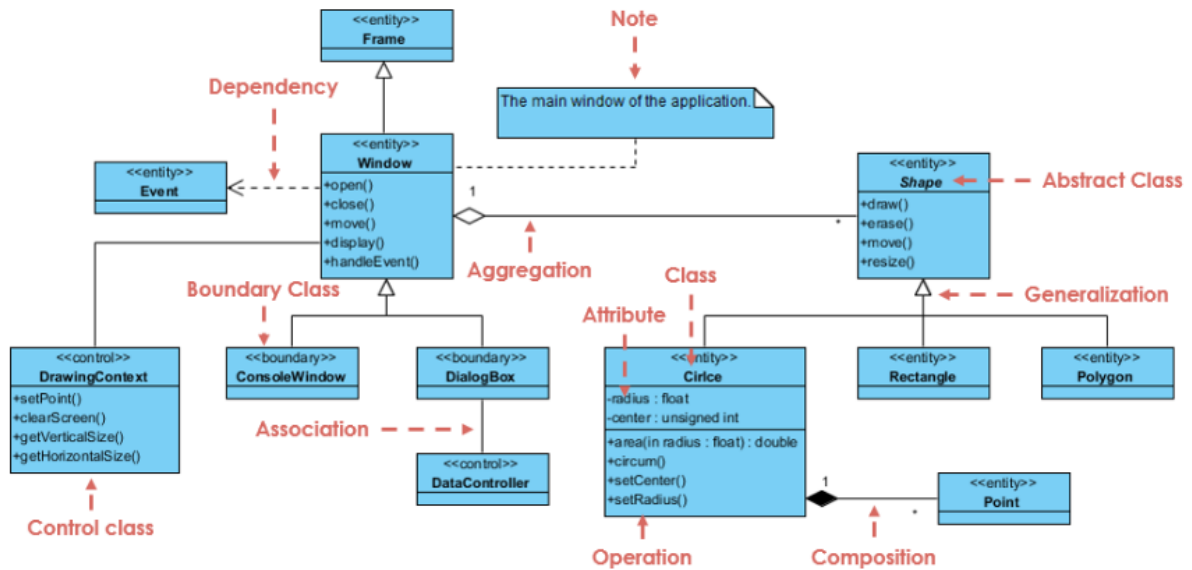 <<entity>>
Frame
Note
Dependency
The main window of the application.
<<entity>>
Window
+open()
+close()
+move()
+display()
+handleEvent()
<<entity>>
Event
1
*
Aggregation
<<entity>>
Shape
+draw()
+erase()
+move()
+resize()
Abstract Class
Generalization
Class
Attribute
Boundary Class
<<control>>
DrawingContext
+setPoint()
+clearScreen()
+getVerticalSize()
+getHorizontalSize()
Control class
<<boundary>>
ConsoleWindow
<<boundary>>
DialogBox
Association
<<control>>
DataController
<<entity>>
Cirlce
-radius : float
-center : unsigned int
+area(in radius : float) : double
+circum()
+setCenter()
+setRadius()
Operation
<<entity>>
Rectangle
<<entity>>
Polygon
1
*
Composition
<<entity>>
Point